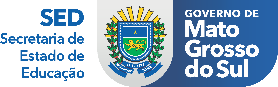 SED
Secretaria de
Estado de
Educação
GOVERNO DE
Mato
Grosso
do Sul